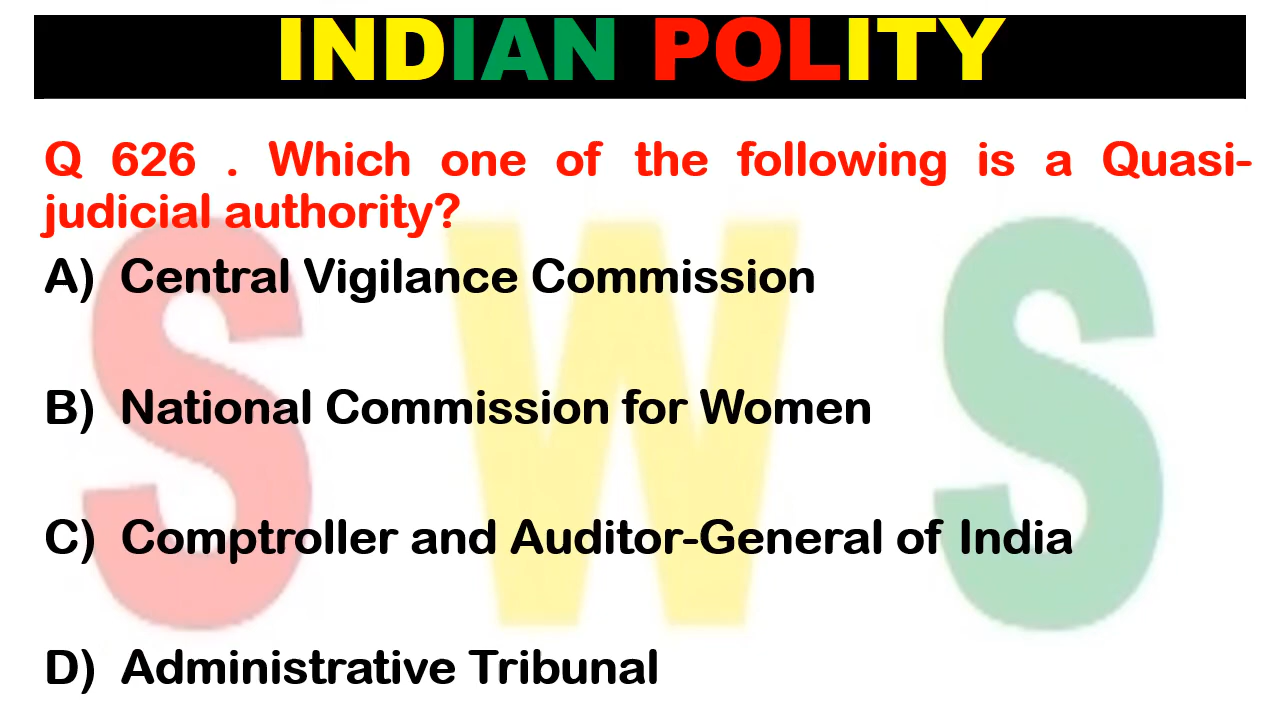 INDIAN POLITY
Q 626 . Which one of the following is a Quasi-
judicial authority?
A) Central Vigilance Commission
B) National Commission for Women
C) Comptroller and Auditor-General of India
D) Administrative Tribunal
SWS